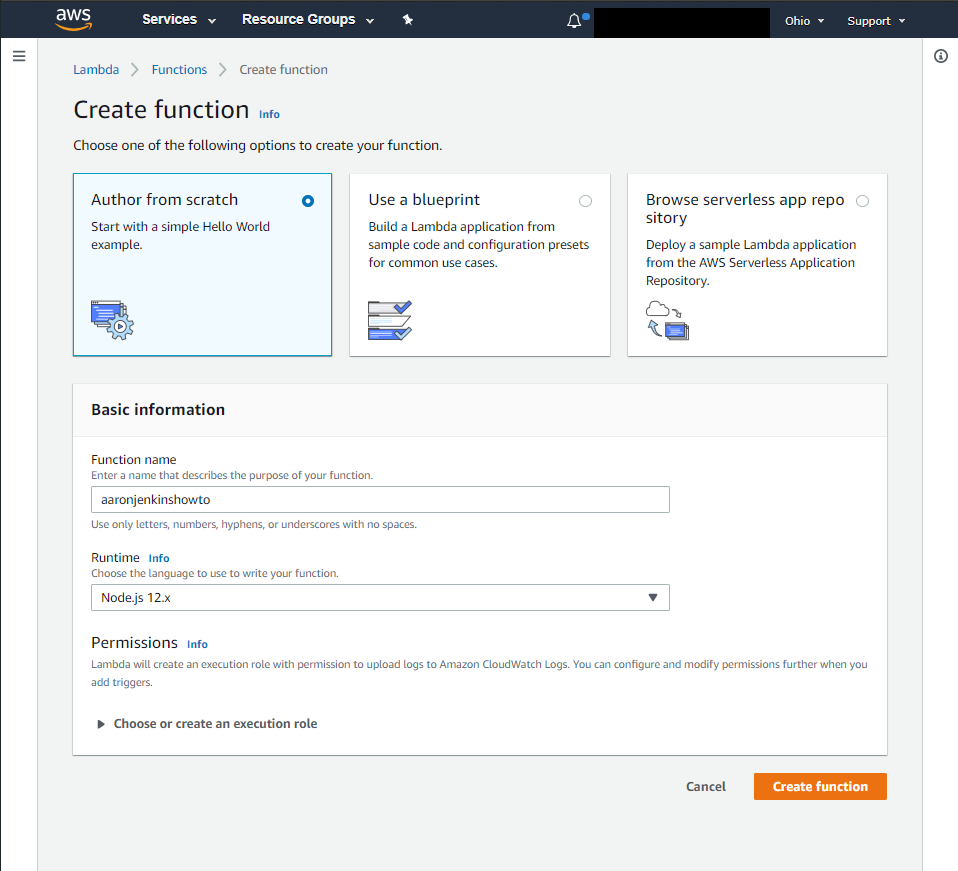 aws Services Resource Groups Ohio Support
Lambda Functions Create function
Create function Info
Choose one of the following options to create your function.
Author from scratch
Start with a simple Hello World
example.
Use a blueprint
Build a Lambda application from
sample code and configuration presets
for common use cases.
Browse serverless app repo
sitory
Deploy a sample Lambda application
from the AWS Serverless Application
Repository.
Basic information
Function name
Enter a name that describes the purpose of your function.
aaronjenkinshowto
Use only letters, numbers, hyphens, or underscores with no spaces.
Runtime Info
Choose the language to use to write your function.
Node.js 12.x
Permissions Info
Lambda will create an execution role with permission to upload logs to Amazon CloudWatch Logs. You can configure and modify permissions further when you
add triggers.
Choose or create an execution role
Cancel Create function